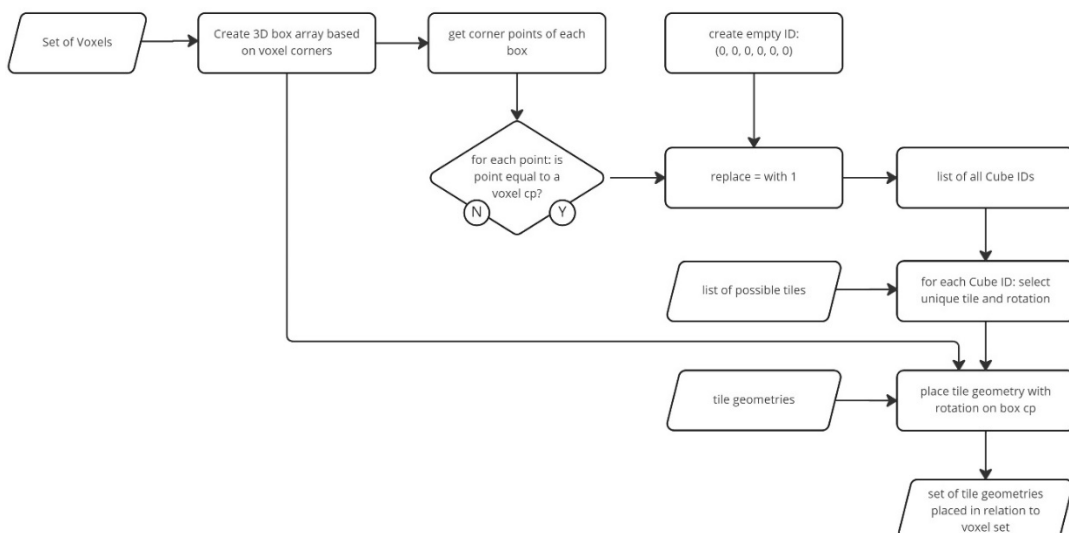 Set of Voxels
Create 3D box array based
on voxel corners
get corner points of each
box
create empty ID:
(0, 0, 0, 0, 0, 0)
for each point: is
point equal to a
voxel cp?
N
Y
replace = with 1
list of all Cube IDs
list of possible tiles
for each Cube ID: select
unique tile and rotation
tile geometries
place tile geometry with
rotation on box cp
set of tile geometries
placed in relation to
voxel set